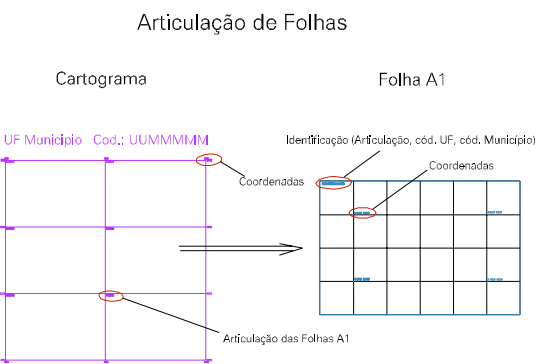 Articulação de Folhas
Cartograma
Folha A1
UF Municipio Cod.: UUMMMMM
Identificação (Articulação, cód. UF, cód. Município)
Coordenadas
Coordenadas
Articulação das Folhas A1